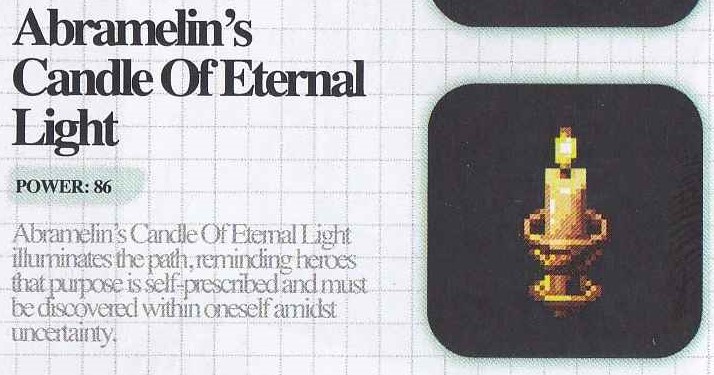 Abramelin's
Candle Of Eternal
Light
POWER: 86
Abramelin's Candle Of Eternal Light
illuminates the path, reminding heroes
that purpose is self-prescribed and must
be discovered within oneself amidst
uncertainty.